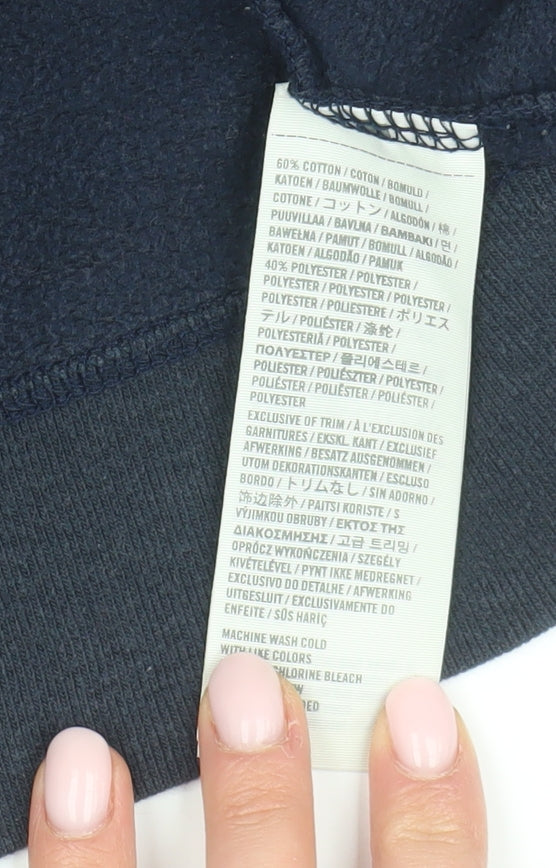 60% COTTON / COTON / BOMULD /
KATOEN / BAUMWOLLE / BOMULL /
COTONE / コットン / ALGODÓN / 棉 /
PUUVILLAA / BAVLNA / ΒΑΜΒΑΚΙ / 면 /
BAWEŁNA / PAMUT / BOMULL / ALGODÃO /
KATOEN / ALGODÃO / PAMUK
40% POLYESTER / POLYESTER /
POLYESTER / POLYESTER / POLYESTER /
POLYESTER / POLIESTERE / ポリエス
テル / POLIÉSTER / 涤纶 /
POLYESTERIÄ / POLYESTER /
ΠΟΛΥΕΣΤΕΡ / 폴리에스테르 /
POLIESTER / POLIÉSZTER / POLYESTER /
POLIÉSTER / POLIÉSTER / POLIÉSTER /
POLYESTER
EXCLUSIVE OF TRIM / À L'EXCLUSION DES
GARNITURES / EKSKL. KANT / EXCLUSIEF
AFWERKING / BESATZ AUSGENOMMEN /
UTOM DEKORATIONSKANTEN / ESCLUSO
BORDO / トリムなし / SIN ADORNO /
饰边除外 / PAITSI KORISTE / S
VÝJIMKOU OBRUBY / ΕΚΤΟΣ ΤΗΣ
ΔΙΑΚΟΣΜΗΣΗΣ / 고급 트리밍 /
OPRÓCZ WYKOŃCZENIA / SZEGÉLY
KIVÉTELÉVEL / PYNT IKKE MEDREGNET /
EXCLUSIVO DO DETALHE / AFWERKING
UITGESLUIT / EXCLUSIVAMENTE DO
ENFEITE / SÜS HARİÇ
MACHINE WASH COLD
WITH LIKE COLORS
CHLORINE BLEACH